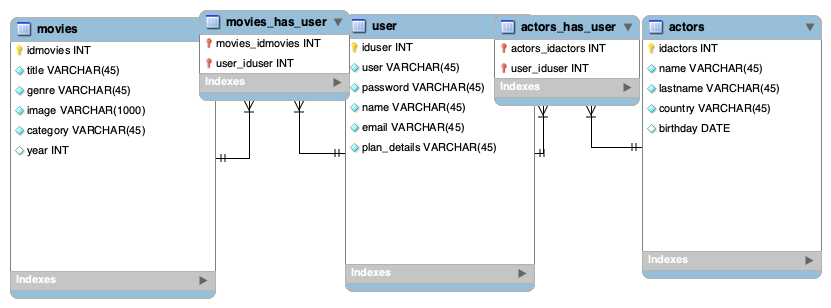 movies
idmovies INT
title VARCHAR(45)
genre VARCHAR(45)
image VARCHAR(1000)
category VARCHAR(45)
year INT
Indexes
movies_has_user
movies_idmovies INT
user_iduser INT
Indexes
user
iduser INT
user VARCHAR(45)
password VARCHAR(45)
name VARCHAR(45)
email VARCHAR(45)
plan_details VARCHAR(45)
Indexes
actors_has_user
actors_idactors INT
user_iduser INT
Indexes
actors
idactors INT
name VARCHAR(45)
lastname VARCHAR(45)
country VARCHAR(45)
birthday DATE
Indexes